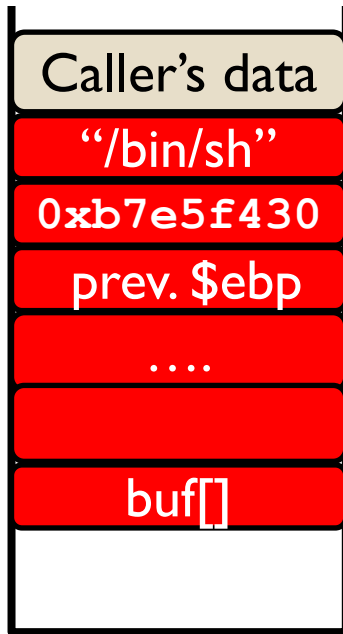 Caller’s data
“/bin/sh”
0xb7e5f430
prev. $ebp
....
buf[]